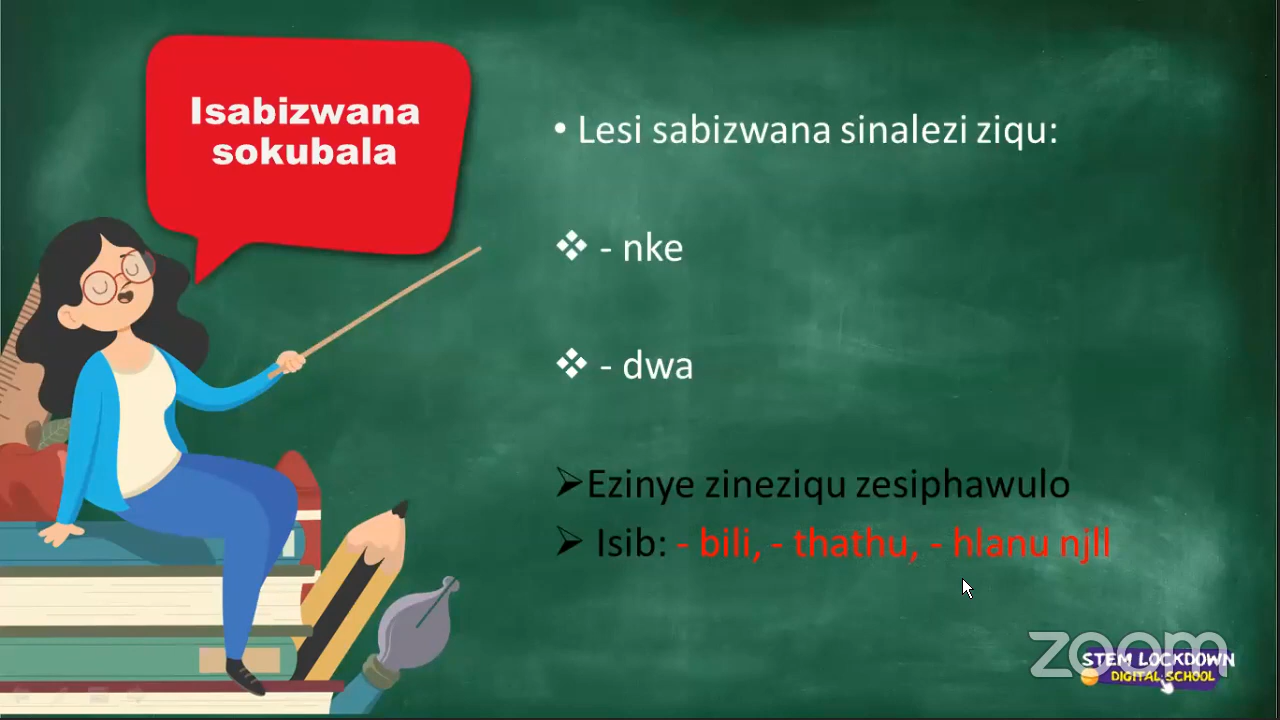 Isabizwana
sokubala
• Lesi sabizwana sinalezi ziqu:
❖ - nke
❖ - dwa
➢Ezinye zineziqu zesiphawulo
➢ Isib: - bili, - thathu, - hlanu njll
zoom
STEM LOCKDOWN
DIGITAL SCHOOL